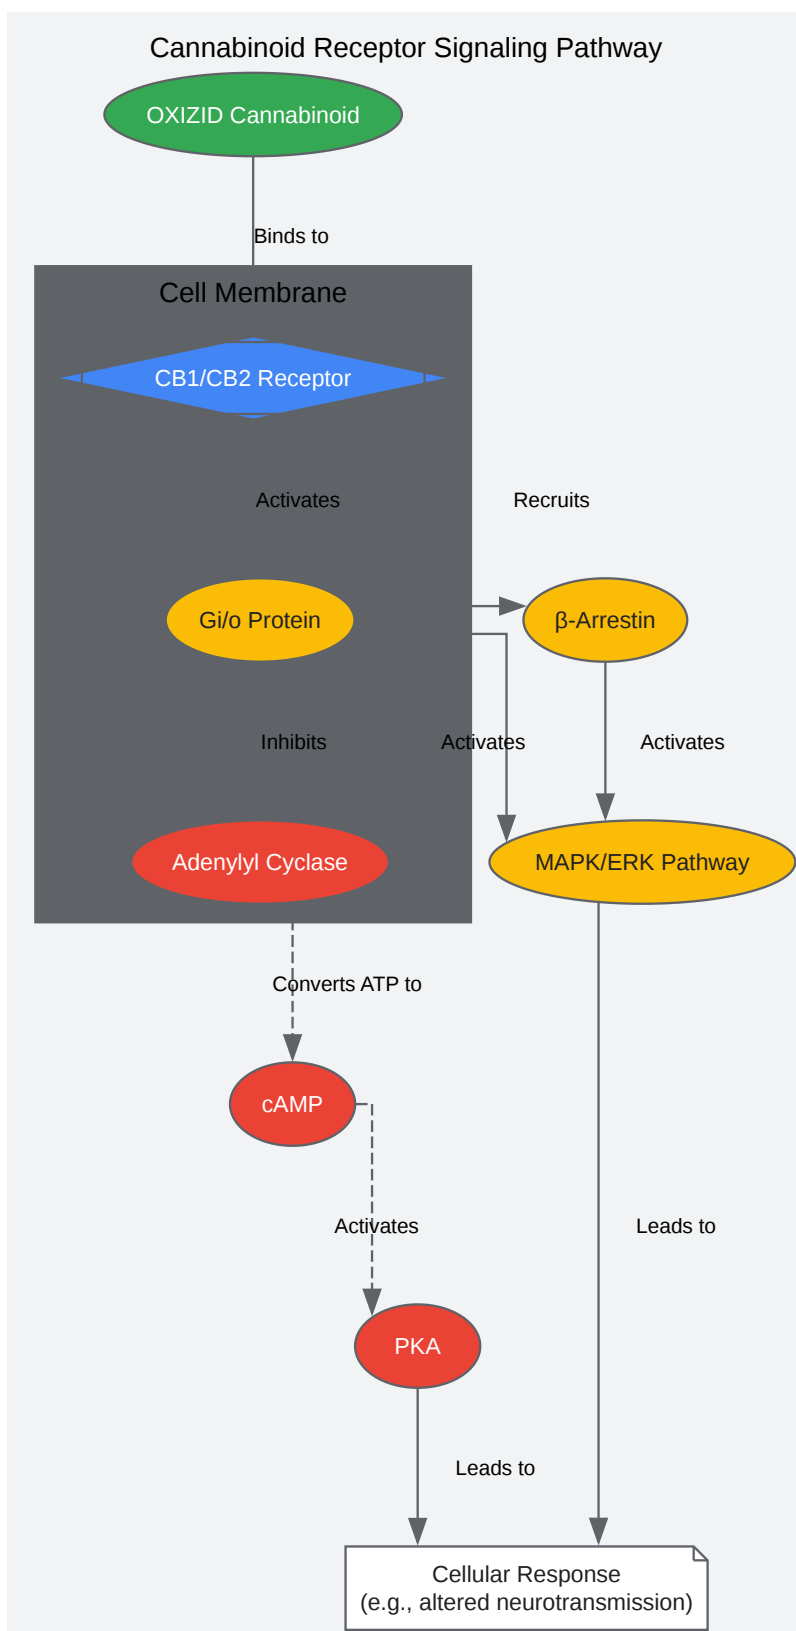 Cannabinoid Receptor Signaling Pathway
OXIZID Cannabinoid
Binds to
Cell Membrane
CB1/CB2 Receptor
Activates
Recruits
Gi/o Protein
β-Arrestin
Inhibits
Activates
Activates
Adenylyl Cyclase
MAPK/ERK Pathway
Converts ATP to
cAMP
Activates
Leads to
PKA
Leads to
Cellular Response
(e.g., altered neurotransmission)